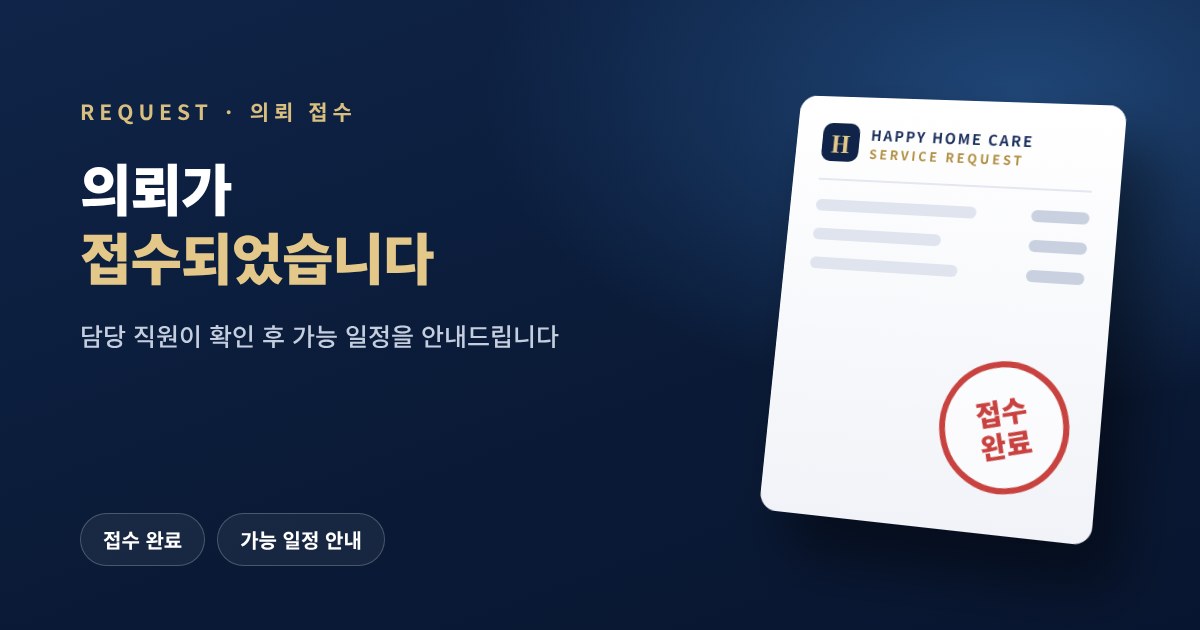 REQUEST · 의뢰 접수
의뢰가
접수되었습니다
담당 직원이 확인 후 가능 일정을 안내드립니다
접수 완료
가능 일정 안내
H
HAPPY HOME CARE
SERVICE REQUEST
접수
완료